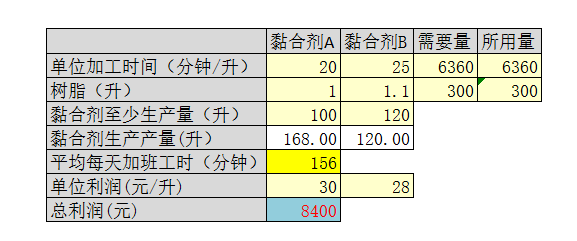 黏合剂A 黏合剂B 需要量 所用量
单位加工时间（分钟/升） 20 25 6360 6360
树脂（升） 1 1.1 300 300
黏合剂至少生产量（升） 100 120
黏合剂生产产量(升） 168.00 120.00
平均每天加班工时（分钟） 156
单位利润(元/升) 30 28
总利润(元) 8400